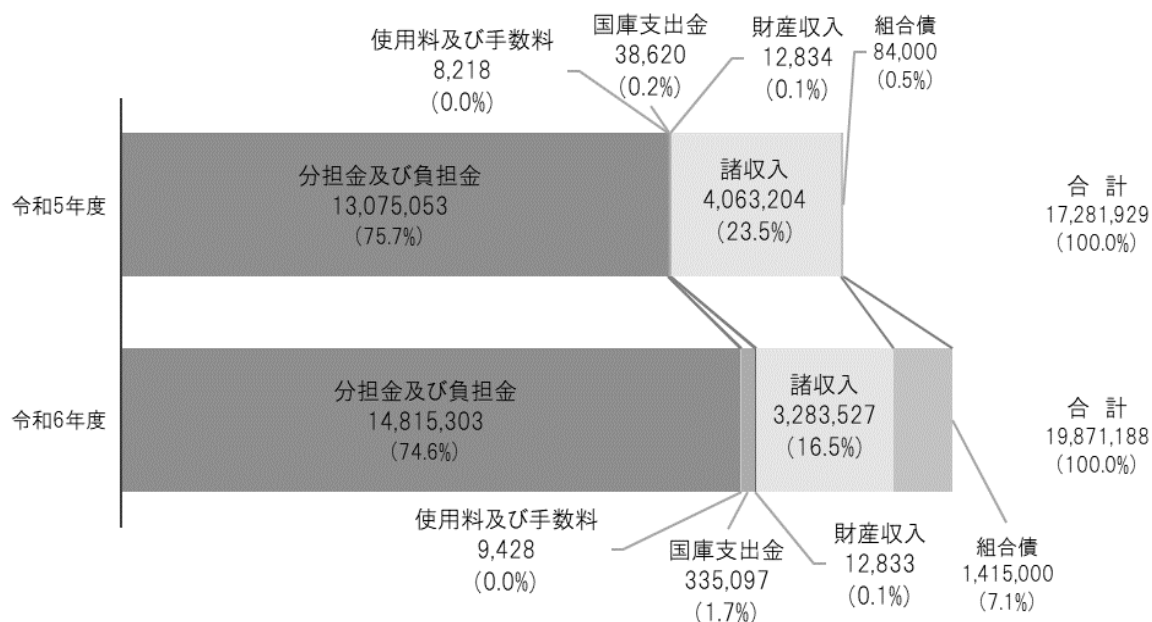 使用料及び手数料
8,218
(0.0%)
国庫支出金
38,620
(0.2%)
財産収入
12,834
(0.1%)
組合債
84,000
(0.5%)
令和5年度
分担金及び負担金
13,075,053
(75.7%)
諸収入
4,063,204
(23.5%)
合 計
17,281,929
(100.0%)
令和6年度
分担金及び負担金
14,815,303
(74.6%)
諸収入
3,283,527
(16.5%)
合 計
19,871,188
(100.0%)
使用料及び手数料
9,428
(0.0%)
国庫支出金
335,097
(1.7%)
財産収入
12,833
(0.1%)
組合債
1,415,000
(7.1%)